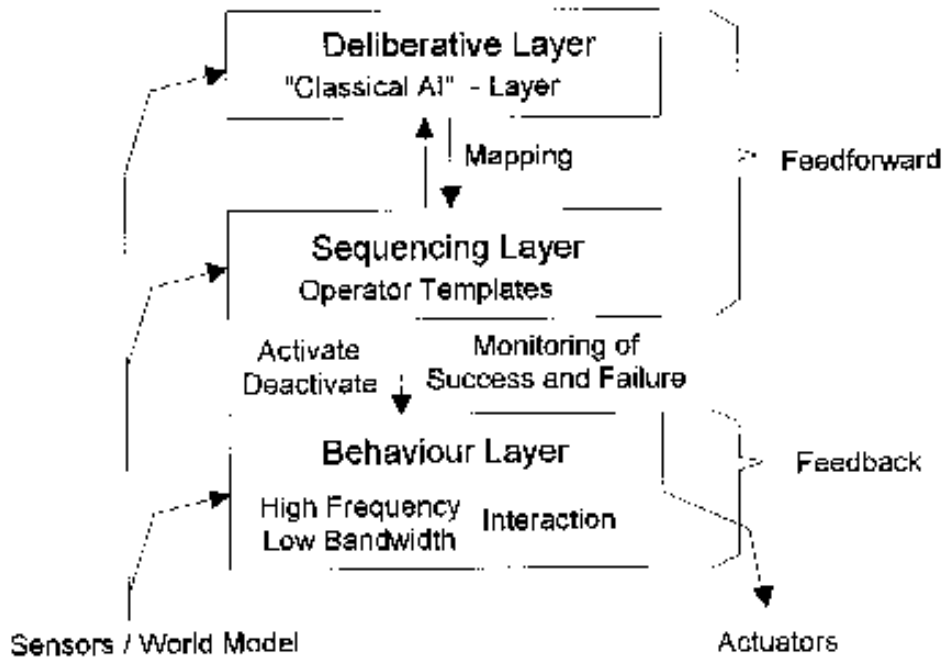 Deliberative Layer
"Classical AI" - Layer
Mapping
Feedforward
Sequencing Layer
Operator Templates
Activate
Deactivate
Monitoring of
Success and Failure
Behaviour Layer
Feedback
High Frequency
Low Bandwidth
Interaction
Sensors / World Model
Actuators